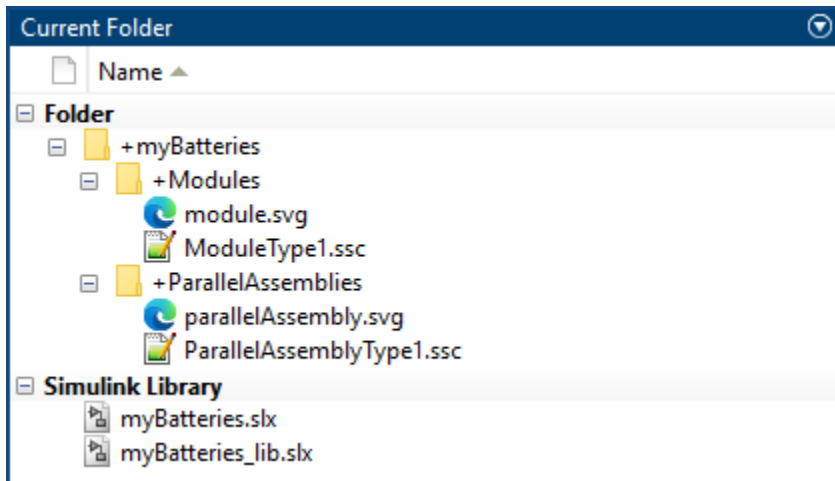 Current Folder
Name
Folder
+myBatteries
+Modules
module.svg
ModuleType1.ssc
+ParallelAssemblies
parallelAssembly.svg
ParallelAssemblyType1.ssc
Simulink Library
myBatteries.slx
myBatteries_lib.slx